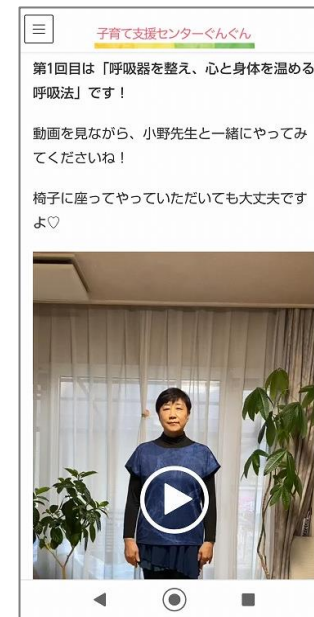 子育て支援センターぐんぐん
第1回目は「呼吸器を整え、心と身体を温める
呼吸法」です！
動画を見ながら、小野先生と一緒にやってみ
てくださいね！
椅子に座ってやっていただいても大丈夫です
よ♡